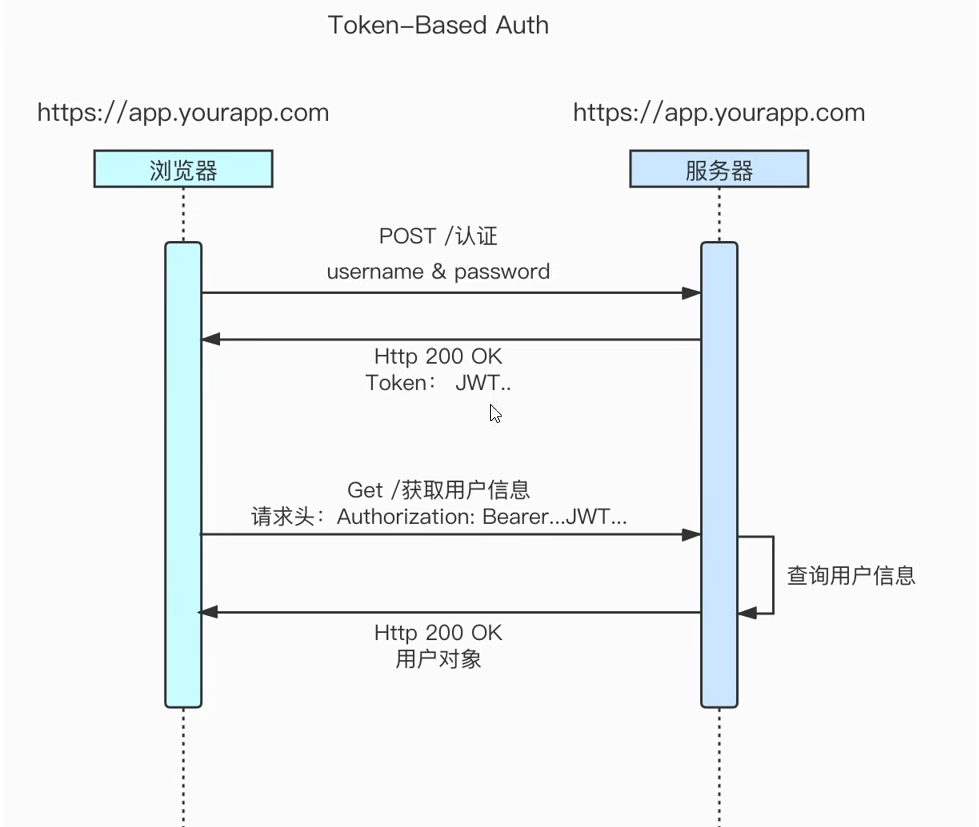 Token-Based Auth
https://app.yourapp.com
https://app.yourapp.com
浏览器
服务器
POST /认证
username & password
Http 200 OK
Token： JWT..
Get /获取用户信息
请求头：Authorization: Bearer...JWT...
查询用户信息
Http 200 OK
用户对象